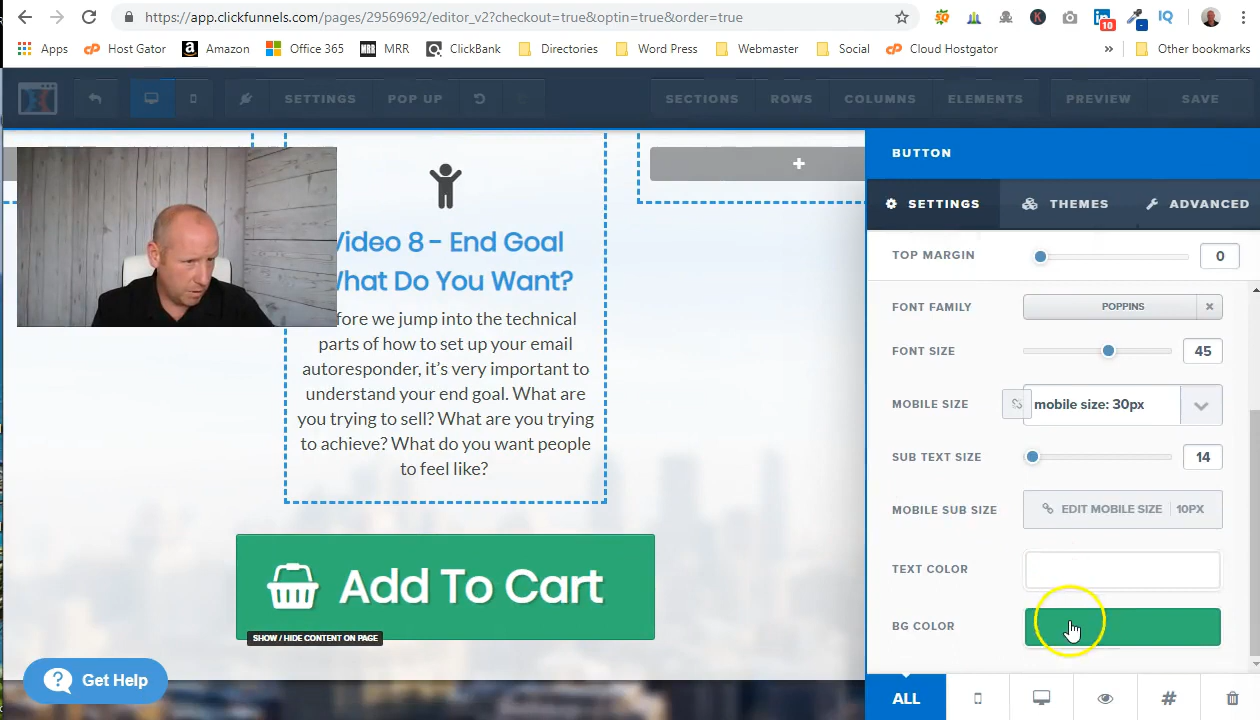 https://app.clickfunnels.com/pages/29569692/editor_v2?checkout=true&optin=true&order=true
10
IQ
Apps
Host Gator
Amazon
Office 365
MRR
MRR
ClickBank
Directories
Word Press
Webmaster
Social
Cloud Hostgator
»
Other bookmarks
SETTINGS
POP UP
SECTIONS
ROWS
COLUMNS
ELEMENTS
PREVIEW
SAVE
BUTTON
SETTINGS
THEMES
ADVANCED
Video 8 - End Goal
What Do You Want?
fore we jump into the technical
parts of how to set up your email
autoresponder, it's very important to
understand your end goal. What are
you trying to sell? What are you trying
to achieve? What do you want people
to feel like?
Add To Cart
SHOW / HIDE CONTENT ON PAGE
Get Help
TOP MARGIN
0
FONT FAMILY
POPPINS
FONT SIZE
45
MOBILE SIZE
mobile size: 30px
SUB TEXT SIZE
14
MOBILE SUB SIZE
EDIT MOBILE SIZE
10PX
TEXT COLOR
BG COLOR
ALL